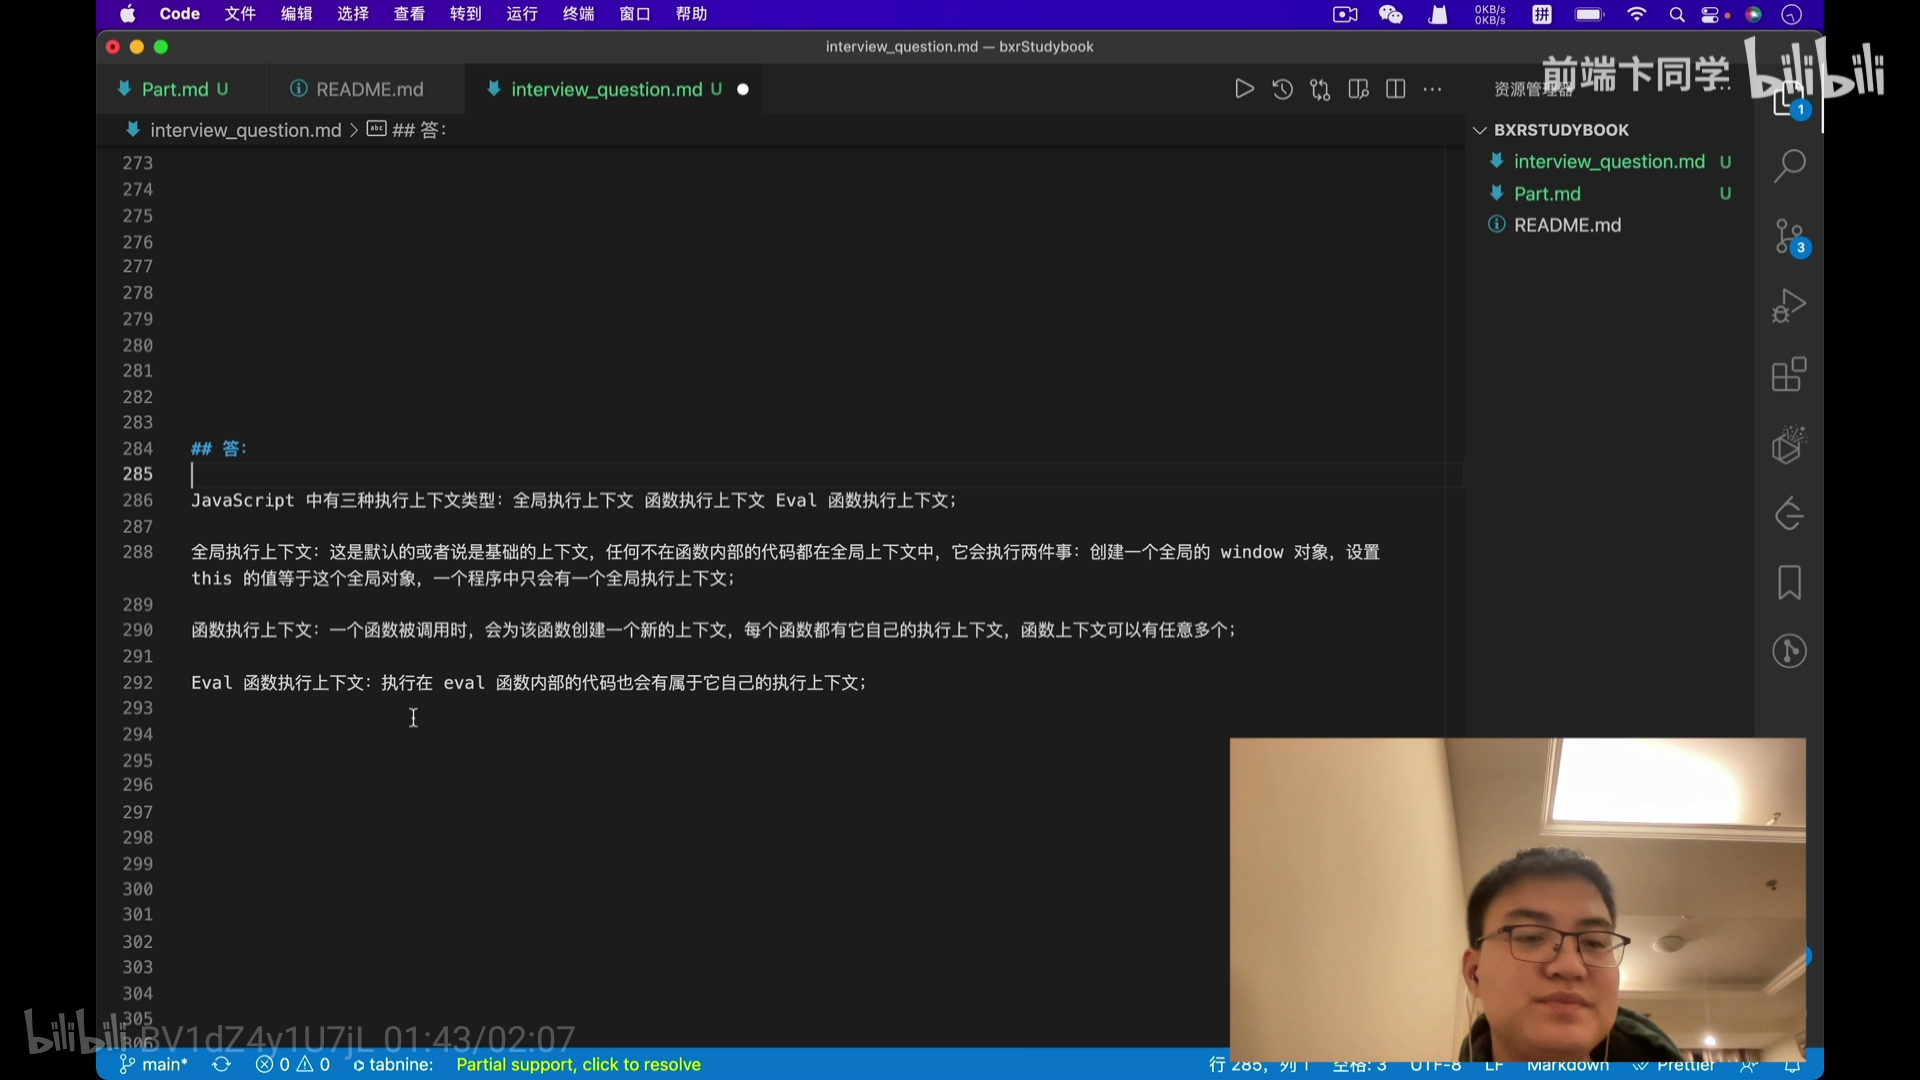 Code 文件 编辑 选择 查看 转到 运行 终端 窗口 帮助
0KB/s
0KB/s
拼
interview_question.md — bxrStudybook
Part.md U README.md interview_question.md U
资源管理器
前端卞同学 bilibili
1
interview_question.md > abc ## 答：
BXRSTUDYBOOK
interview_question.md U
Part.md U
README.md
3
273
274
275
276
277
278
279
280
281
282
283
284 ## 答：
285
286 JavaScript 中有三种执行上下文类型：全局执行上下文 函数执行上下文 Eval 函数执行上下文；
287
288 全局执行上下文：这是默认的或者说是基础的上下文，任何不在函数内部的代码都在全局上下文中，它会执行两件事：创建一个全局的 window 对象，设置
this 的值等于这个全局对象，一个程序中只会有一个全局执行上下文；
289
290 函数执行上下文：一个函数被调用时，会为该函数创建一个新的上下文，每个函数都有它自己的执行上下文，函数上下文可以有任意多个；
291
292 Eval 函数执行上下文：执行在 eval 函数内部的代码也会有属于它自己的执行上下文；
293
294
295
296
297
298
299
300
301
302
303
304
305
306
bilibili BV1dZ4y1U7jL 01:43/02:07
main* 0 0 tabnine: Partial support, click to resolve 行 285，列 1 空格: 3 UTF-8 LF Markdown Prettier